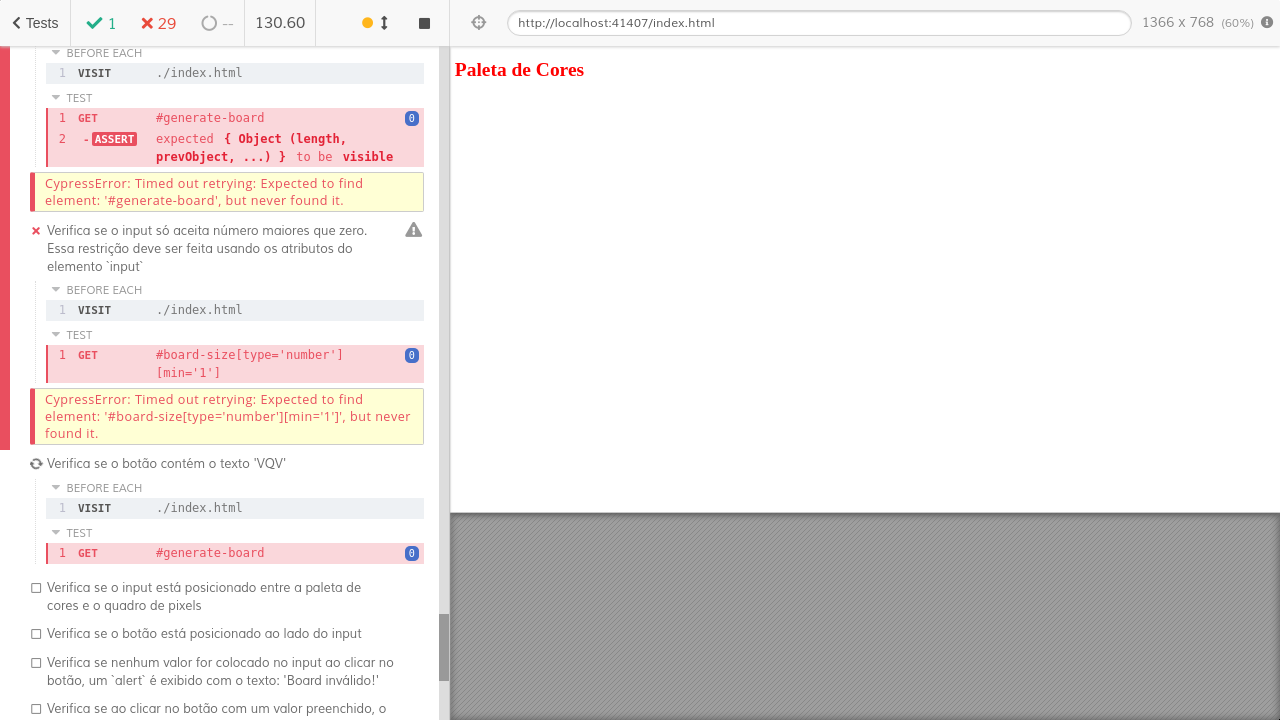 Tests
1
29
--
130.60
http://localhost:41407/index.html
1366 x 768 (60%)
BEFORE EACH
1 VISIT ./index.html
TEST
1 GET #generate-board 0
2 -ASSERT expected { Object (length,
prevObject, ...) } to be visible
CypressError: Timed out retrying: Expected to find
element: '#generate-board', but never found it.
Verifica se o input só aceita número maiores que zero.
Essa restrição deve ser feita usando os atributos do
elemento `input`
BEFORE EACH
1 VISIT ./index.html
TEST
1 GET #board-size[type='number'] 0
[min='1']
CypressError: Timed out retrying: Expected to find
element: '#board-size[type='number'][min='1']', but never
found it.
Verifica se o botão contém o texto 'VQV'
BEFORE EACH
1 VISIT ./index.html
TEST
1 GET #generate-board 0
Verifica se o input está posicionado entre a paleta de
cores e o quadro de pixels
Verifica se o botão está posicionado ao lado do input
Verifica se nenhum valor for colocado no input ao clicar no
botão, um `alert` é exibido com o texto: 'Board inválido!'
Verifica se ao clicar no botão com um valor preenchido, o
Paleta de Cores